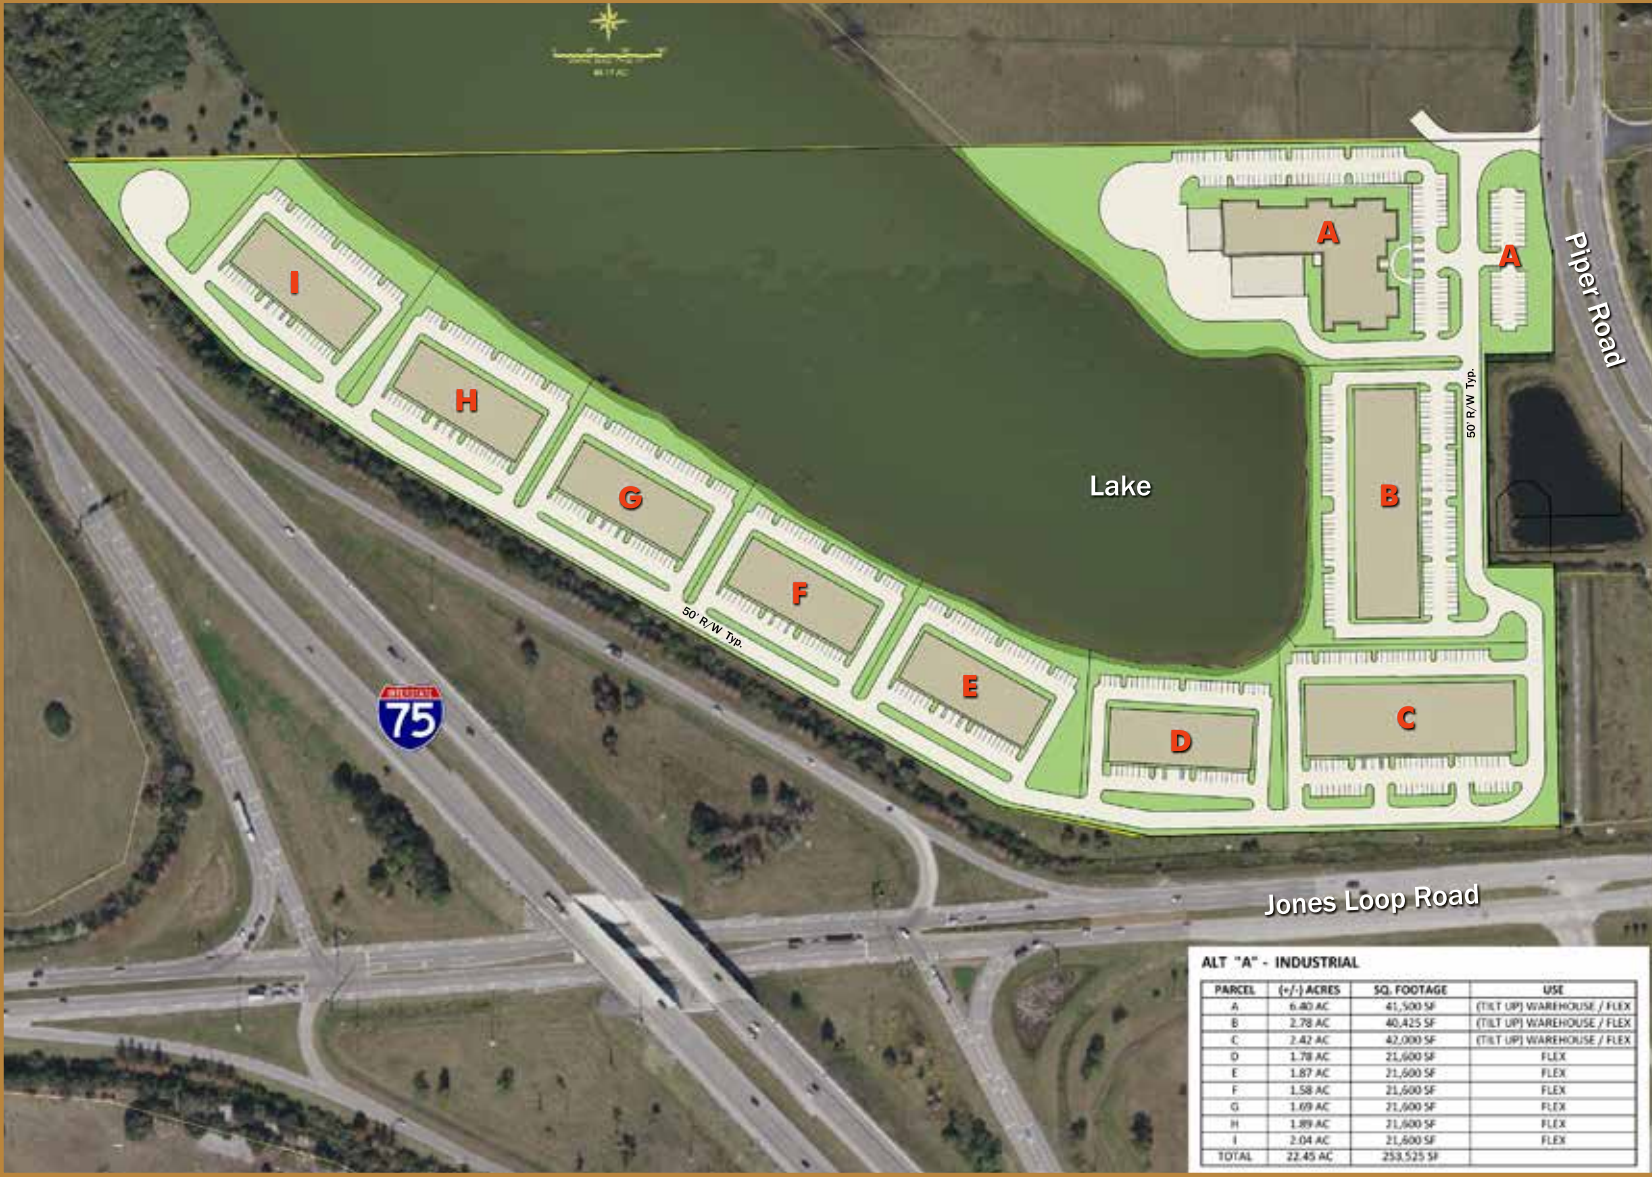 88.17 AC
A
A
Piper Road
I
H
50' R/W Typ.
G
Lake
B
F
50' R/W Typ.
E
INTERSTATE
75
D
C
Jones Loop Road
ALT "A" - INDUSTRIAL
PARCEL (+/-) ACRES SQ. FOOTAGE USE
A 6.40 AC 41,500 SF (TILT UP) WAREHOUSE / FLEX
B 2.78 AC 40,425 SF (TILT UP) WAREHOUSE / FLEX
C 2.42 AC 42,000 SF (TILT UP) WAREHOUSE / FLEX
D 1.78 AC 21,600 SF FLEX
E 1.87 AC 21,600 SF FLEX
F 1.58 AC 21,600 SF FLEX
G 1.69 AC 21,600 SF FLEX
H 1.89 AC 21,600 SF FLEX
I 2.04 AC 21,600 SF FLEX
TOTAL 22.45 AC 253,525 SF